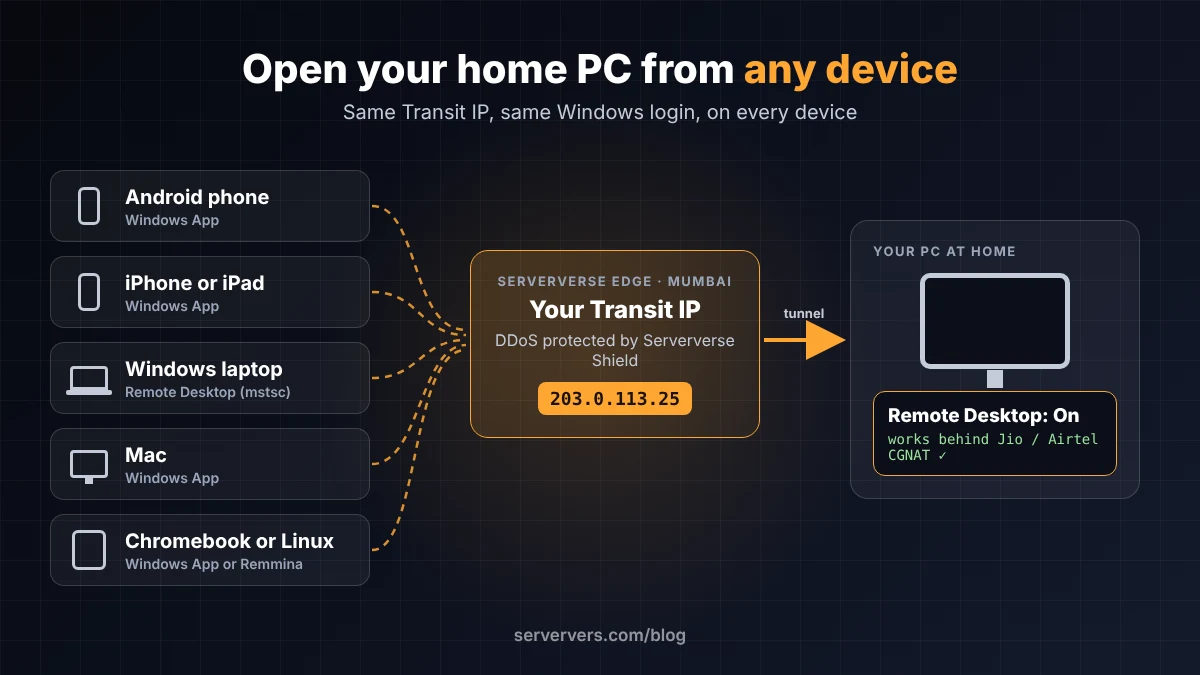 Open your home PC from any device
Same Transit IP, same Windows login, on every device
Android phone
Windows App
iPhone or iPad
Windows App
Windows laptop
Remote Desktop (mstsc)
Mac
Windows App
Chromebook or Linux
Windows App or Remmina
SERVERVERSE EDGE · MUMBAI
Your Transit IP
DDoS protected by Serververse
Shield
203.0.113.25
tunnel
YOUR PC AT HOME
Remote Desktop: On
works behind Jio / Airtel
CGNAT ✓
serververs.com/blog